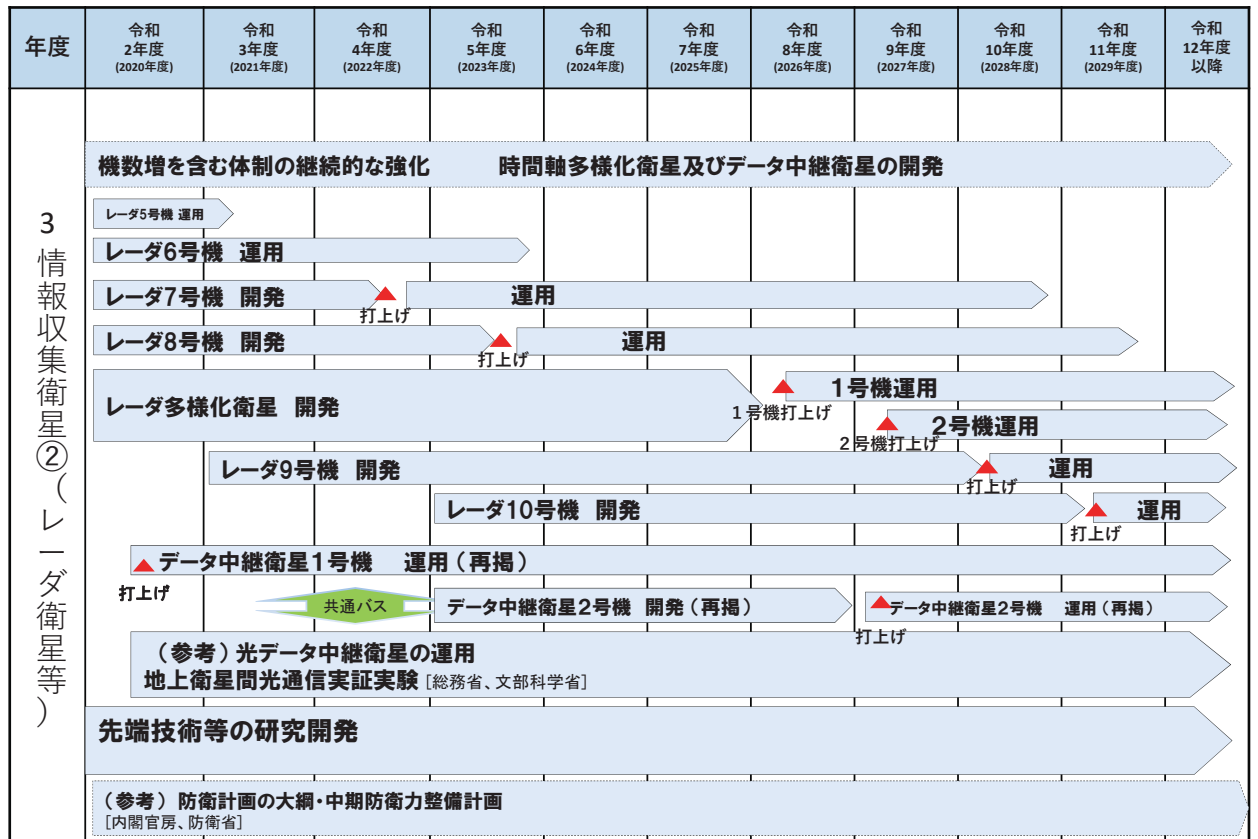 年度
令和
2年度
(2020年度)
令和
3年度
(2021年度)
令和
4年度
(2022年度)
令和
5年度
(2023年度)
令和
6年度
(2024年度)
令和
7年度
(2025年度)
令和
8年度
(2026年度)
令和
9年度
(2027年度)
令和
10年度
(2028年度)
令和
11年度
(2029年度)
令和
12年度
以降
3 情報収集衛星②(レーダ衛星等)
機数増を含む体制の継続的な強化 時間軸多様化衛星及びデータ中継衛星の開発
レーダ5号機 運用
レーダ6号機 運用
レーダ7号機 開発
打上げ
運用
レーダ8号機 開発
打上げ
運用
レーダ多様化衛星 開発
1号機打上げ
1号機運用
2号機打上げ
2号機運用
レーダ9号機 開発
打上げ
運用
レーダ10号機 開発
打上げ
運用
データ中継衛星1号機 運用(再掲)
打上げ
共通バス
データ中継衛星2号機 開発(再掲)
データ中継衛星2号機 運用(再掲)
打上げ
(参考)光データ中継衛星の運用
地上衛星間光通信実証実験 [総務省、文部科学省]
先端技術等の研究開発
(参考) 防衛計画の大綱・中期防衛力整備計画
[内閣官房、防衛省]